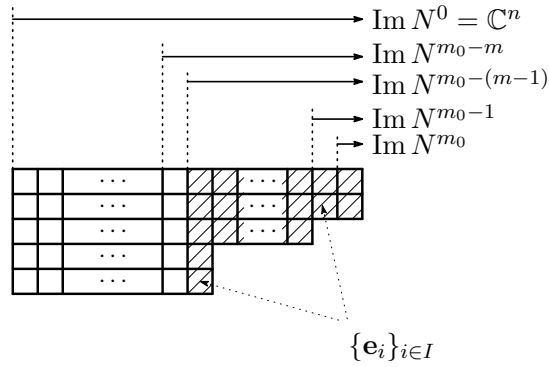 Im N^0 = ℂ^n
Im N^{m_0−m}
Im N^{m_0−(m−1)}
Im N^{m_0−1}
Im N^{m_0}
··· ···
··· ···
··· ···
···
···
{e_i}_{i∈I}